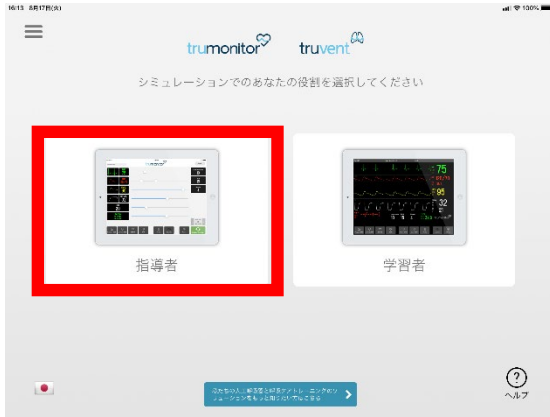 16:13 8月17日(火)
100%
trumonitor
truvent
シミュレーションでのあなたの役割を選択してください
75
95
32
指導者
学習者
?
ヘルプ